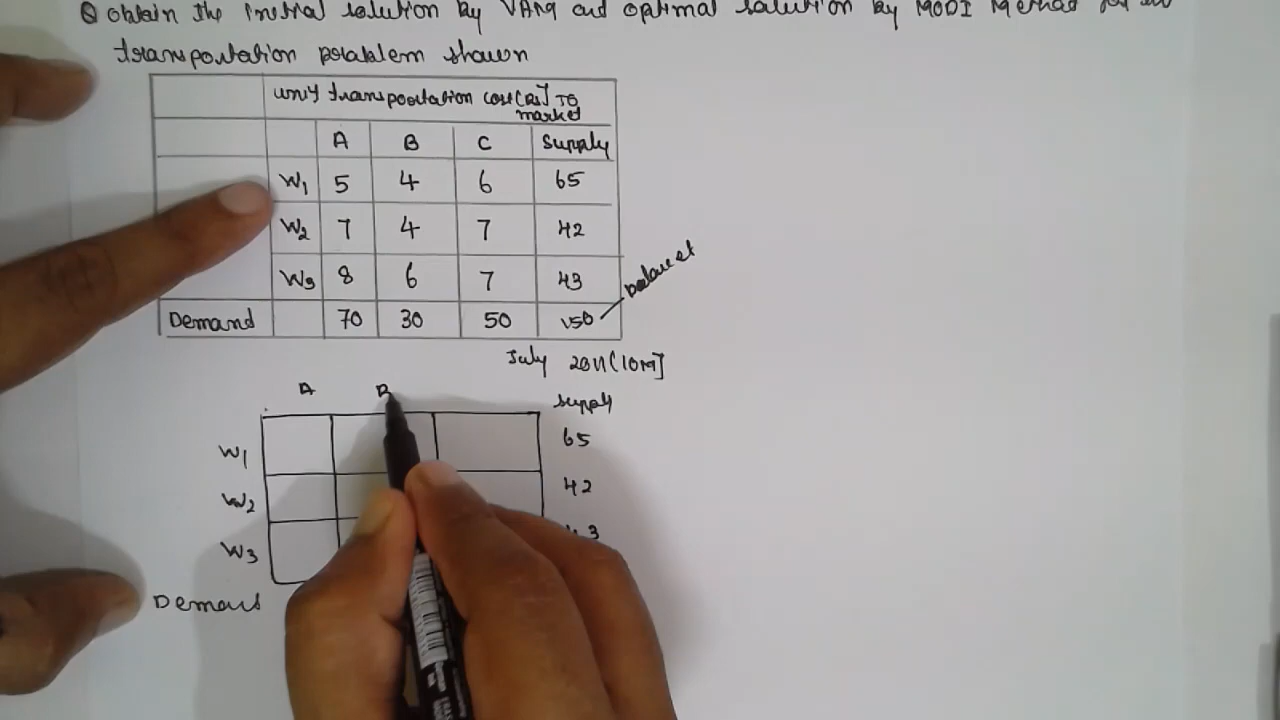 Q obtain the initial solution by VAM and optimal solution by MODI Method for the
transportation problem shown
unit transportation cost (Rs) TO
market
A B C Supply
W1 5 4 6 65
W2 7 4 7 42
W3 8 6 7 43
Demand 70 30 50 150
balanced
July 2011 (10M)
A B
Supply
W1 65
W2 42
W3 3
Demand